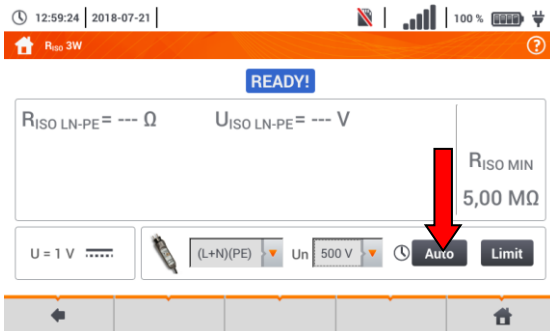 12:59:24 2018-07-21 100 %
RISO 3W ?
READY!
RISO LN-PE= --- Ω UISO LN-PE= --- V
RISO MIN
5,00 MΩ
U = 1 V (L+N)(PE) Un 500 V Auto Limit